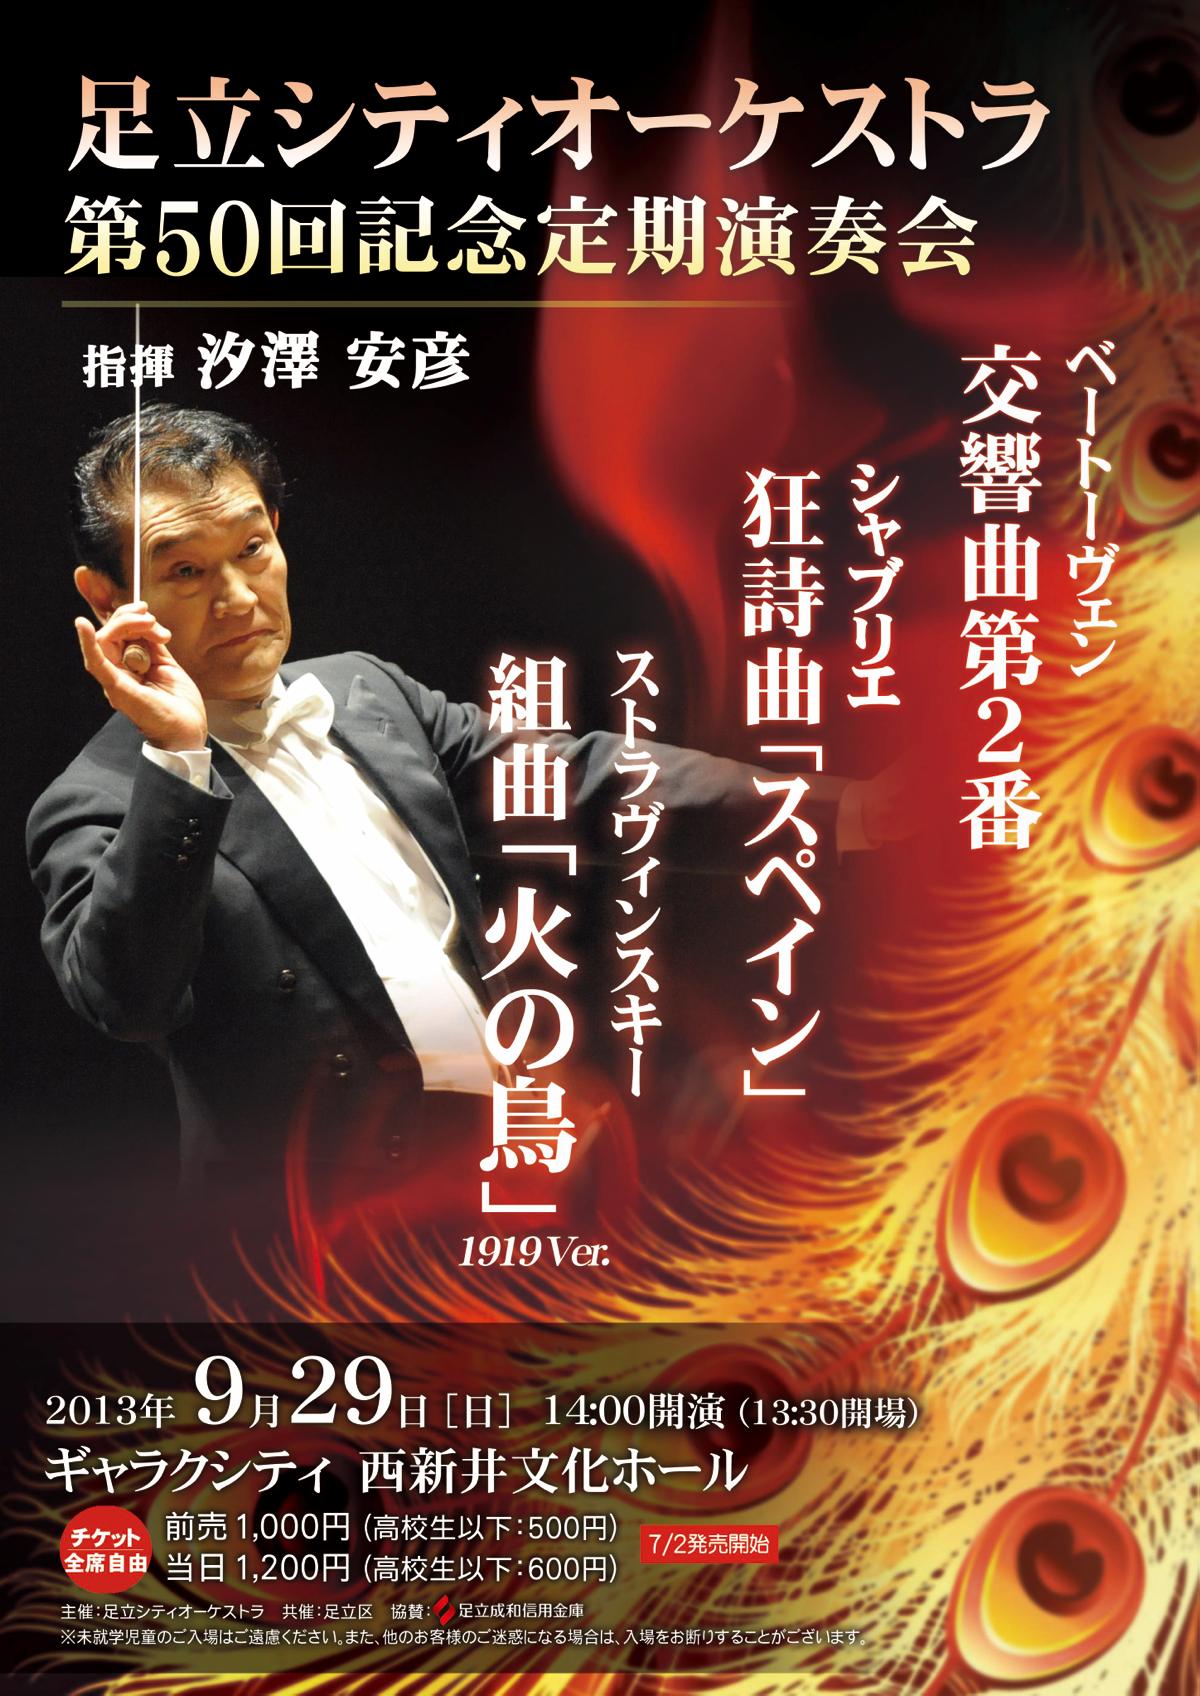 足立シティオーケストラ
第50回記念定期演奏会
指揮 汐澤 安彦
ベートーヴェン
交響曲第2番
シャブリエ
狂詩曲「スペイン」
ストラヴィンスキー
組曲「火の鳥」
1919 Ver.
2013年 9月29日［日］ 14:00開演（13:30開場）
ギャラクシティ 西新井文化ホール
チケット
全席自由
前売 1,000円（高校生以下：500円）
当日 1,200円（高校生以下：600円）
7/2発売開始
主催：足立シティオーケストラ 共催：足立区 協賛：足立成和信用金庫
※未就学児童のご入場はご遠慮ください。また、他のお客様のご迷惑になる場合は、入場をお断りすることがございます。